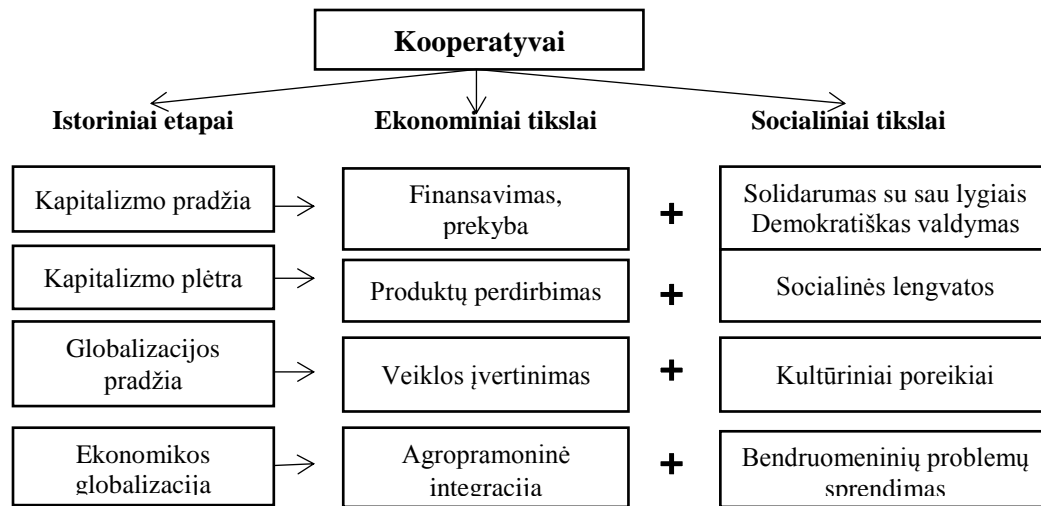 Kooperatyvai
Istoriniai etapai
Ekonominiai tikslai
Socialiniai tikslai
Kapitalizmo pradžia
Finansavimas,
prekyba
+
Solidarumas su sau lygiais
Demokratiškas valdymas
Kapitalizmo plėtra
Produktų perdirbimas
+
Socialinės lengvatos
Globalizacijos
pradžia
Veiklos įvertinimas
+
Kultūriniai poreikiai
Ekonomikos
globalizacija
Agropramoninė
integracija
+
Bendruomeninių problemų
sprendimas